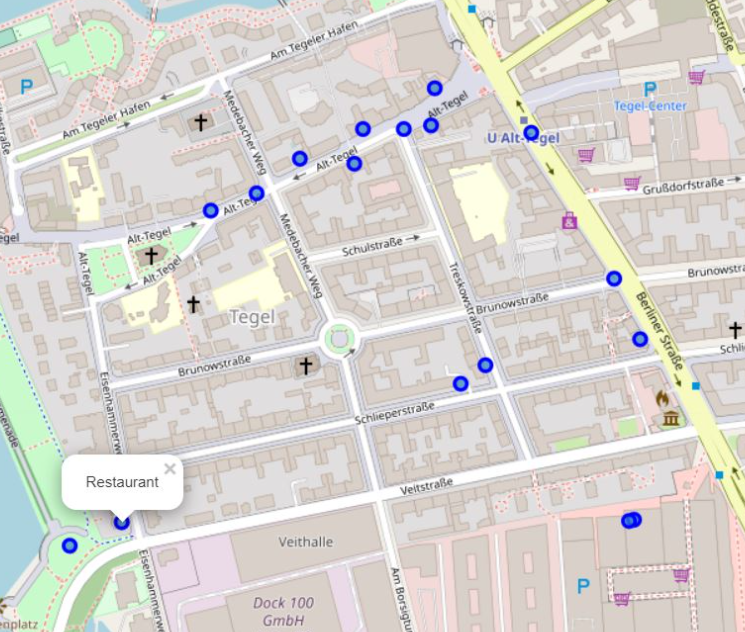 Am Tegeler Hafen
P
P
Tegel-Center
Am Tegeler Hafen
Medebacher Weg
Alt-Tegel
U Alt-Tegel
Alt-Tegel
Grußdorfstraße
Alt-Tegel
Alt-Tegel
Schulstraße
Alt-Tegel
Alt-Tegel
Medebacher Weg
Treskowstraße
Brunowstraße
Brunowstraße
Tegel
Berliner Straße
Brunowstraße
Schlieperstraße
Restaurant
×
Veitstraße
Veithalle
P
Dock 100
GmbH